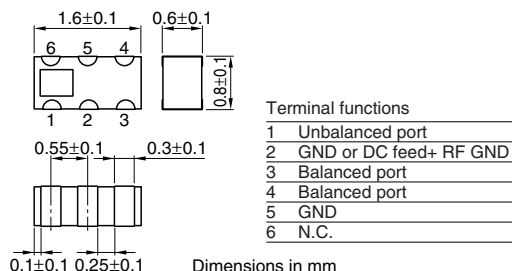 1.6±0.1
0.6±0.1
6 5 4
0.8±0.1
1 2 3
0.55±0.1
0.3±0.1
0.1±0.1
0.25±0.1
Dimensions in mm
Terminal functions
1 Unbalanced port
2 GND or DC feed+ RF GND
3 Balanced port
4 Balanced port
5 GND
6 N.C.